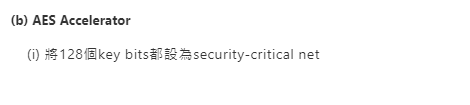 (b) AES Accelerator
(i) 將128個key bits都設為security-critical net